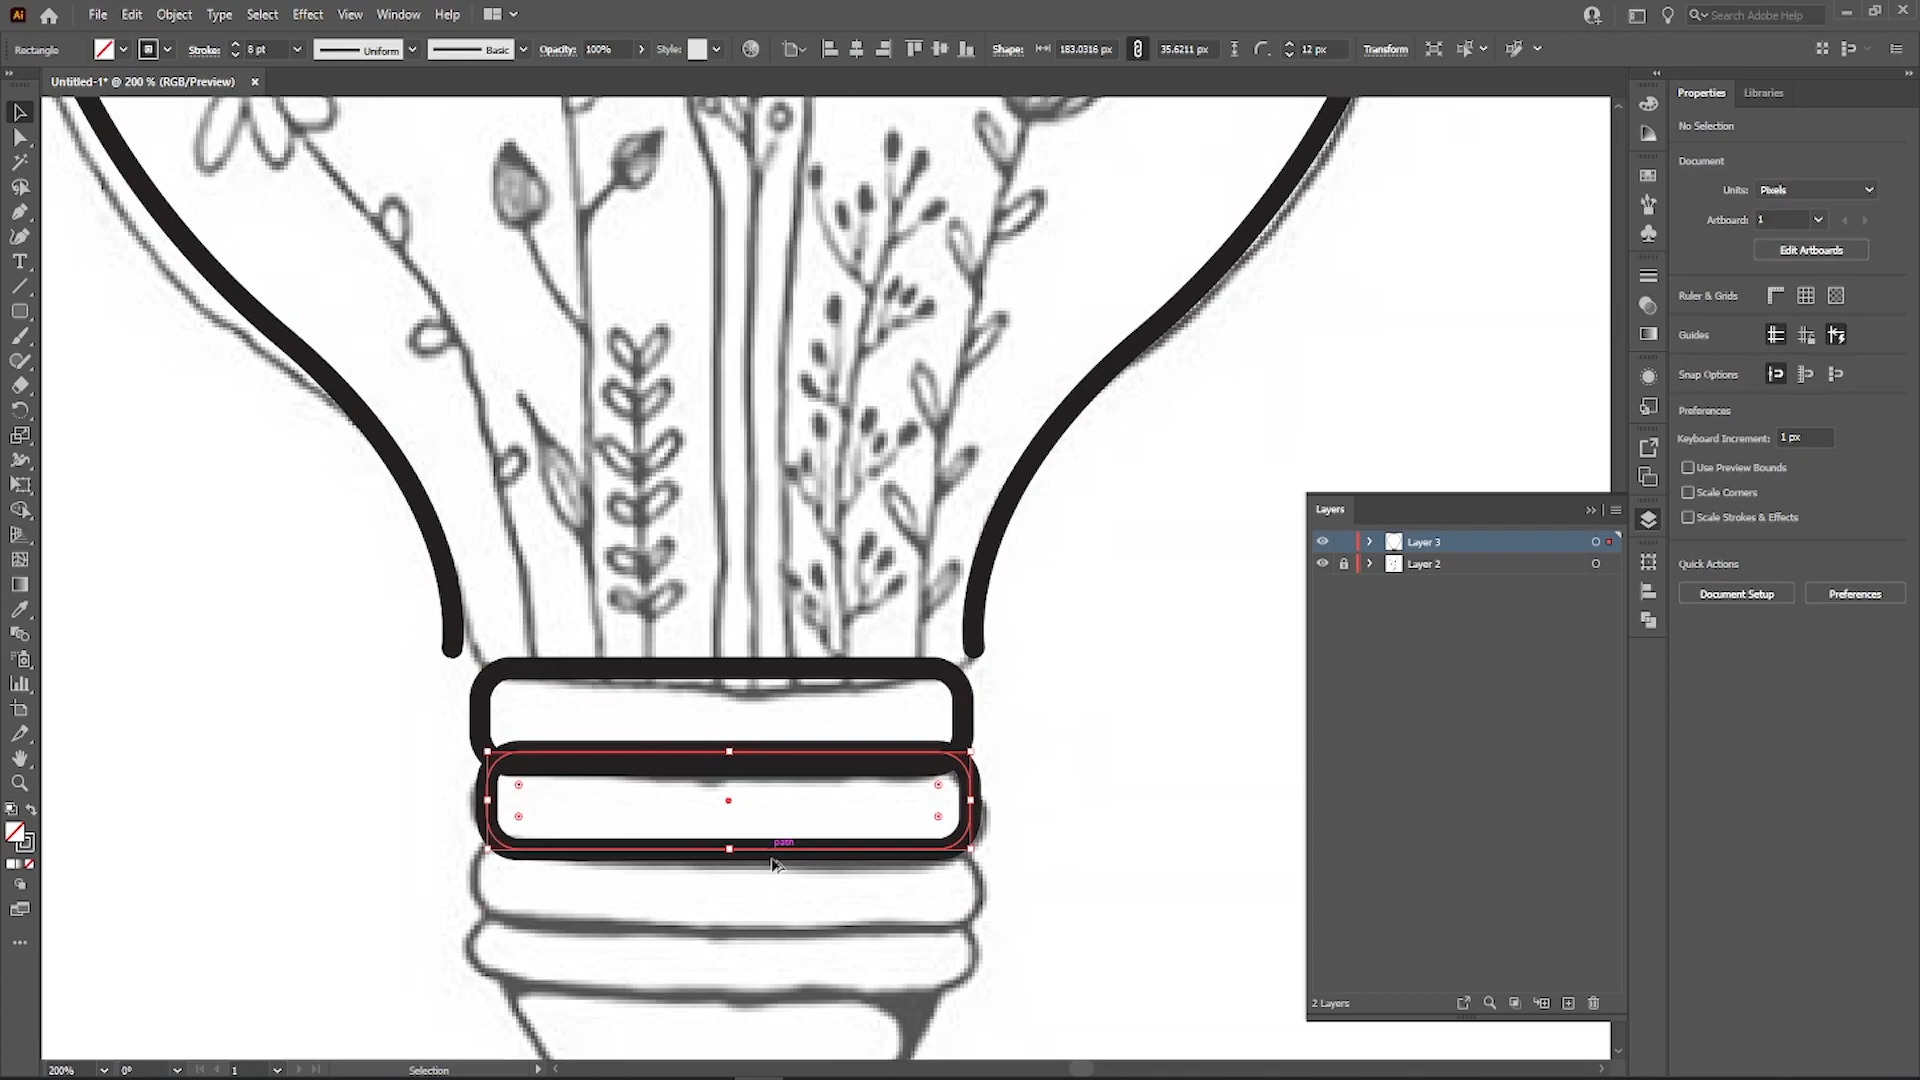 Ai File Edit Object Type Select Effect View Window Help Search Adobe Help
Rectangle Stroke: 8 pt Uniform Basic Opacity: 100% Style: Shape: 183.0316 px 35.6211 px 12 px Transform
Untitled-1* @ 200 % (RGB/Preview) ×
Properties Libraries
No Selection
Document
Units: Pixels
Artboard: 1
Edit Artboards
Ruler & Grids
Guides
Snap Options
Preferences
Keyboard Increment: 1 px
Use Preview Bounds
Scale Corners
Scale Strokes & Effects
Quick Actions
Document Setup Preferences
Layers
Layer 3
Layer 2
2 Layers
path
200% 0° 1 Selection